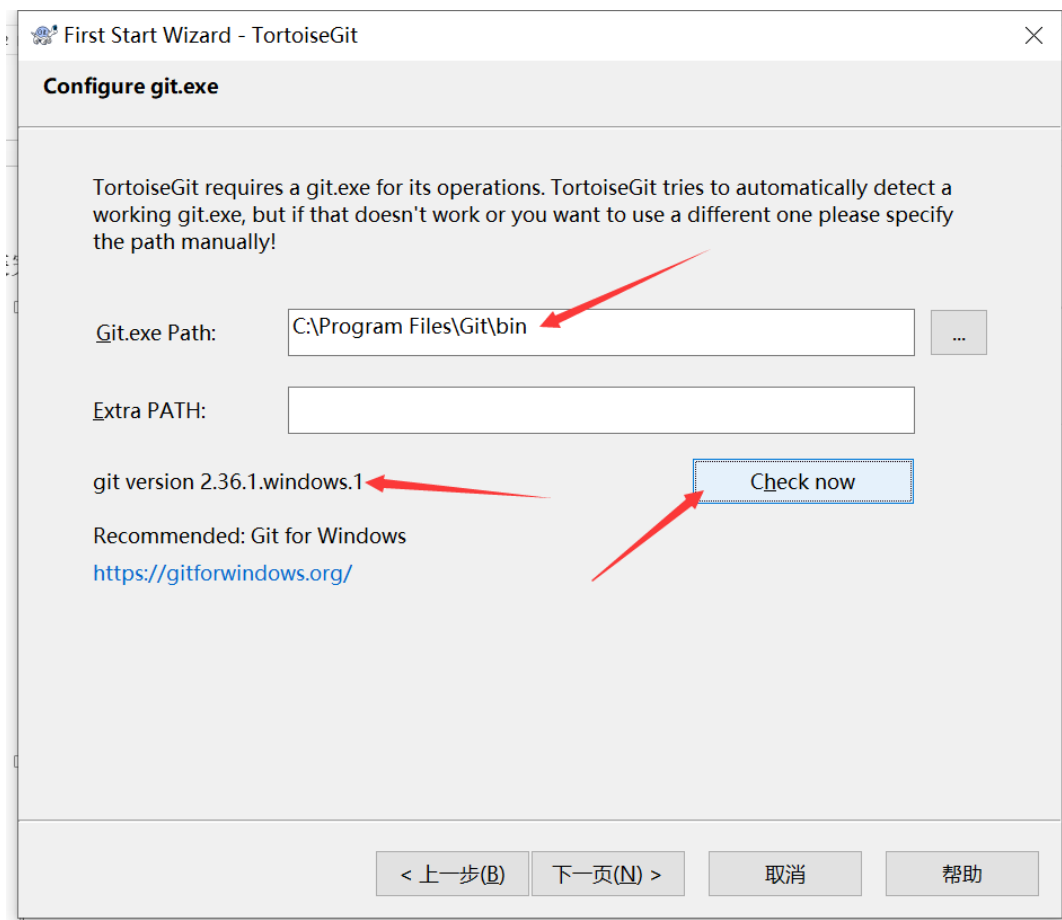 First Start Wizard - TortoiseGit
Configure git.exe
TortoiseGit requires a git.exe for its operations. TortoiseGit tries to automatically detect a
working git.exe, but if that doesn't work or you want to use a different one please specify
the path manually!
Git.exe Path:
C:\Program Files\Git\bin
...
Extra PATH:
git version 2.36.1.windows.1
Check now
Recommended: Git for Windows
https://gitforwindows.org/
< 上一步(B)
下一页(N) >
取消
帮助